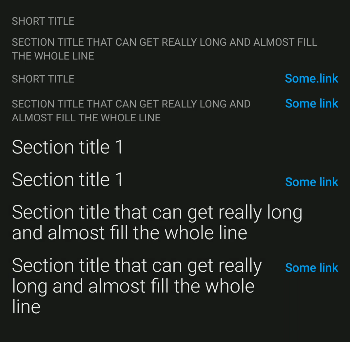 SHORT TITLE
SECTION TITLE THAT CAN GET REALLY LONG AND ALMOST FILL
THE WHOLE LINE
SHORT TITLE Some.link
SECTION TITLE THAT CAN GET REALLY LONG AND Some link
ALMOST FILL THE WHOLE LINE
Section title 1
Section title 1 Some link
Section title that can get really long
and almost fill the whole line
Section title that can get really Some link
long and almost fill the whole
line